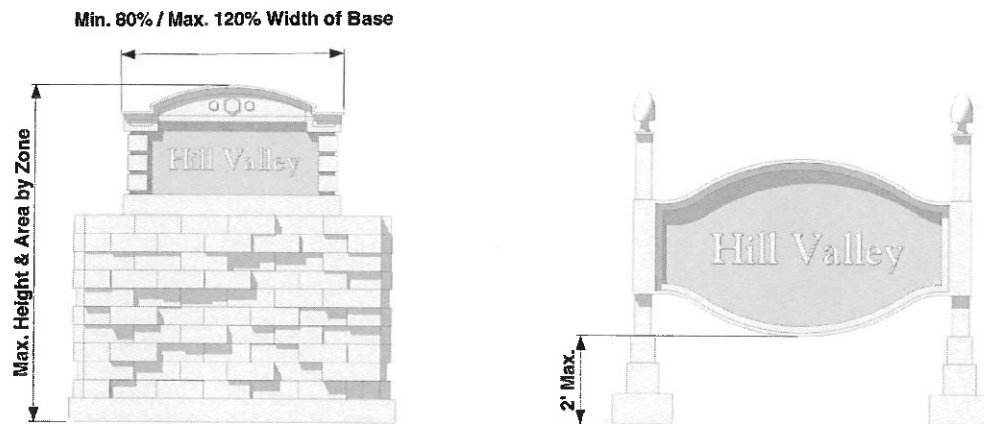 Min. 80% / Max. 120% Width of Base
Max. Height & Area by Zone
Hill Valley
Hill Valley
2' Max.